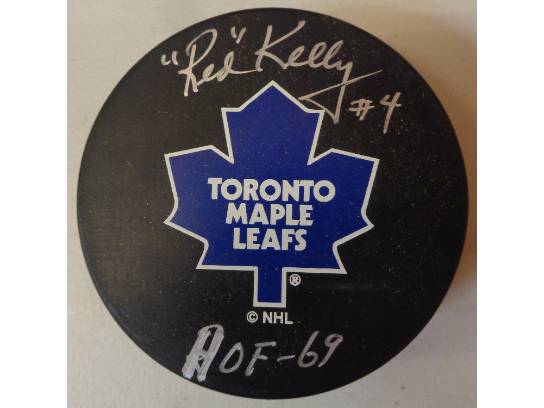 "Red" Kelly
#4
TORONTO
MAPLE
LEAFS
®
© NHL
HOF-69